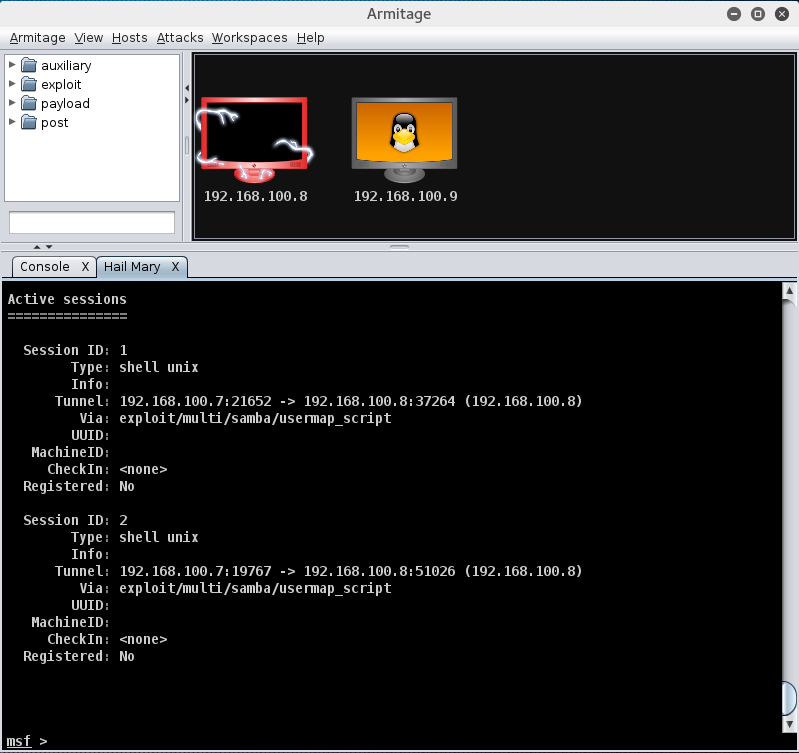 Armitage
Armitage View Hosts Attacks Workspaces Help
auxiliary
exploit
payload
post
192.168.100.8
192.168.100.9
Console X
Hail Mary X
Active sessions
===============
Session ID: 1
Type: shell unix
Info:
Tunnel: 192.168.100.7:21652 -> 192.168.100.8:37264 (192.168.100.8)
Via: exploit/multi/samba/usermap_script
UUID:
MachineID:
CheckIn: <none>
Registered: No
Session ID: 2
Type: shell unix
Info:
Tunnel: 192.168.100.7:19767 -> 192.168.100.8:51026 (192.168.100.8)
Via: exploit/multi/samba/usermap_script
UUID:
MachineID:
CheckIn: <none>
Registered: No
msf >